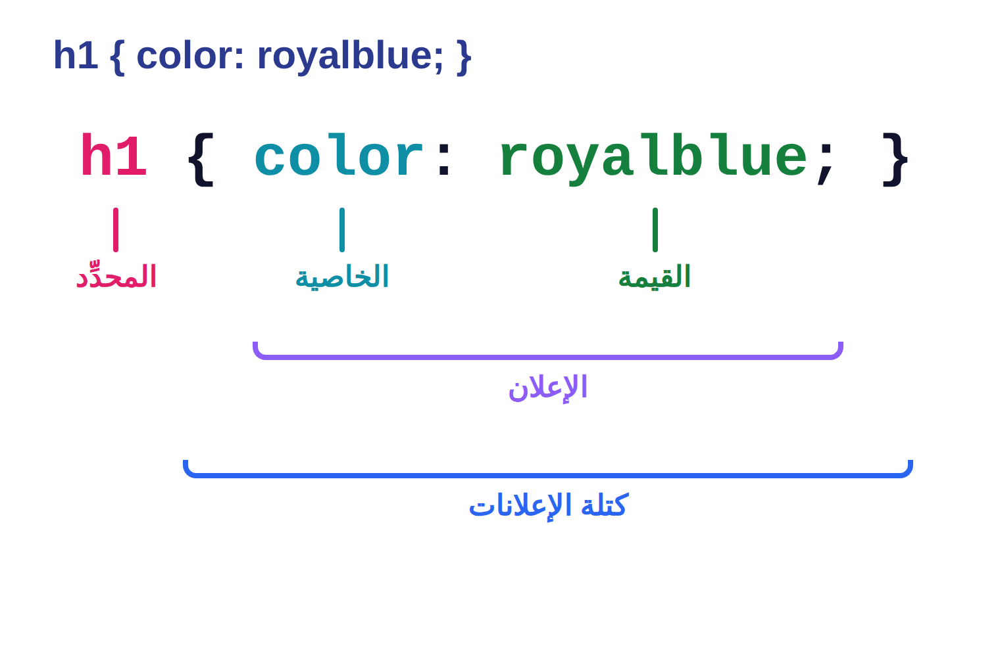 h1 { color: royalblue; }
h1 { color: royalblue; }
المحدِّد
الخاصية
القيمة
الإعلان
كتلة الإعلانات